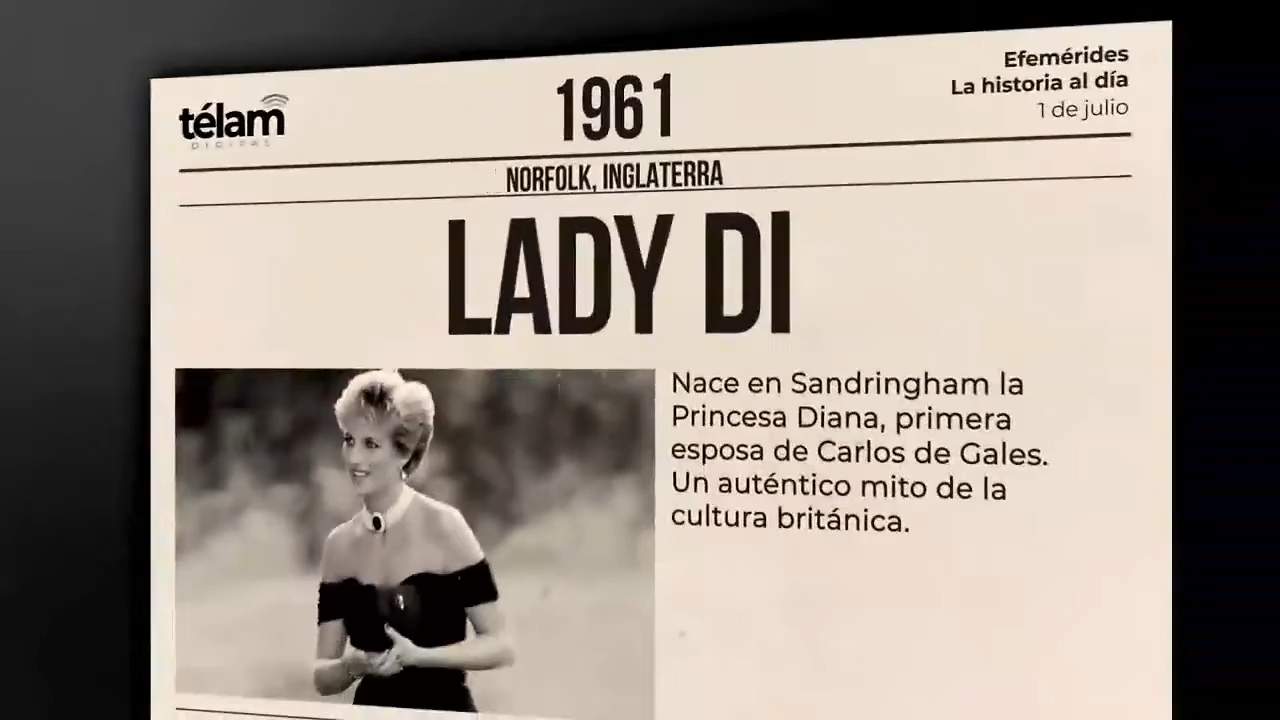 télam
DIGITAL
1961
Efemérides
La historia al día
1 de julio
NORFOLK, INGLATERRA
LADY DI
Nace en Sandringham la
Princesa Diana, primera
esposa de Carlos de Gales.
Un auténtico mito de la
cultura británica.